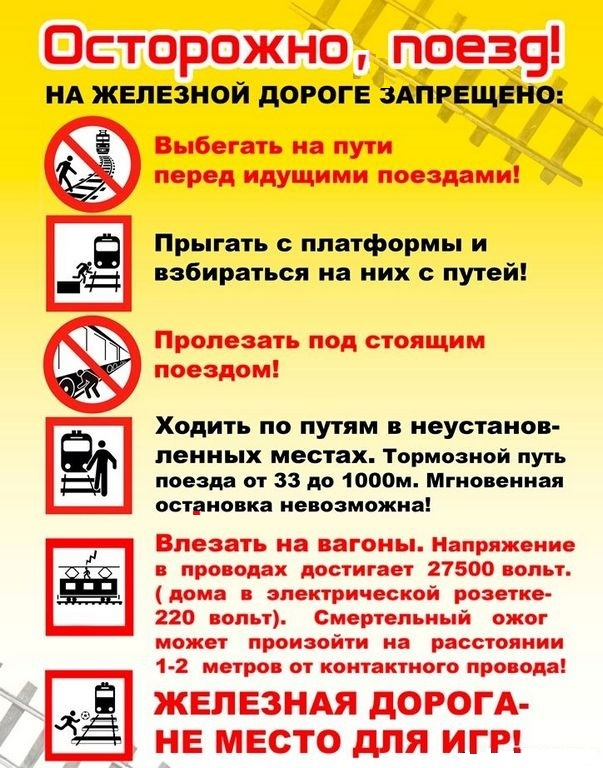 Осторожно, поезд!
НА ЖЕЛЕЗНОЙ ДОРОГЕ ЗАПРЕЩЕНО:
Выбегать на пути
перед идущими поездами!
Прыгать с платформы и
взбираться на них с путей!
Пролезать под стоящим
поездом!
Ходить по путям в неустанов-
ленных местах. Тормозной путь
поезда от 33 до 1000м. Мгновенная
остановка невозможна!
Влезать на вагоны. Напряжение
в проводах достигает 27500 вольт.
( дома в электрической розетке-
220 вольт). Смертельный ожог
может произойти на расстоянии
1-2 метров от контактного провода!
ЖЕЛЕЗНАЯ ДОРОГА-
НЕ МЕСТО ДЛЯ ИГР!